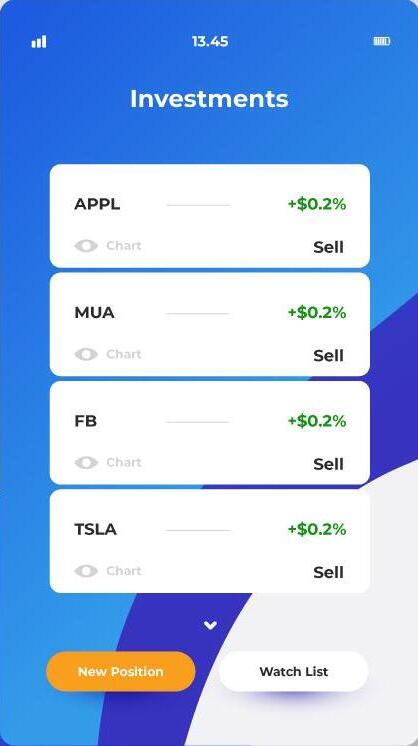 13.45
Investments
APPL +$0.2%
Chart Sell
MUA +$0.2%
Chart Sell
FB +$0.2%
Chart Sell
TSLA +$0.2%
Chart Sell
New Position Watch List